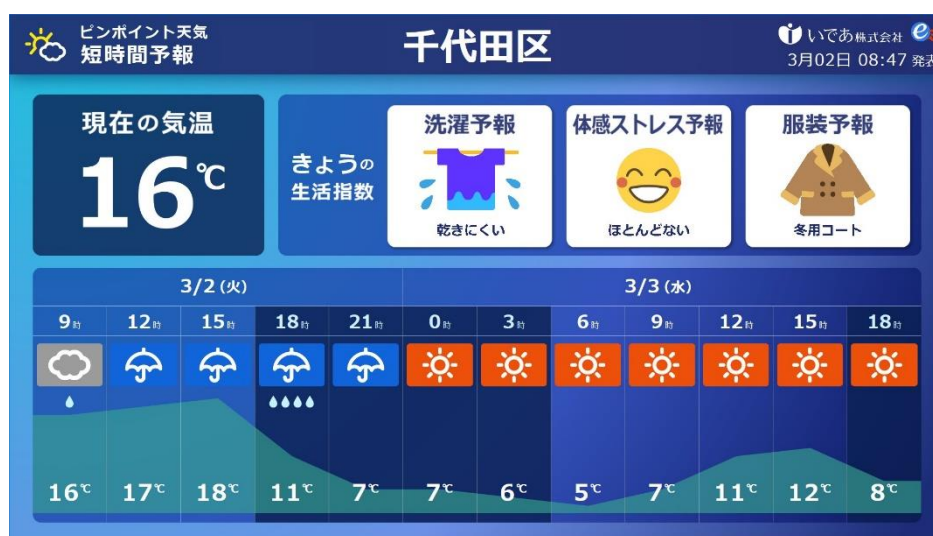 ピンポイント天気
短時間予報
千代田区
いであ株式会社
3月02日 08:47 発表
現在の気温
16℃
きょうの
生活指数
洗濯予報
乾きにくい
体感ストレス予報
ほとんどない
服装予報
冬用コート
3/2(火)
3/3(水)
9時 12時 15時 18時 21時 0時 3時 6時 9時 12時 15時 18時
16℃ 17℃ 18℃ 11℃ 7℃ 7℃ 6℃ 5℃ 7℃ 11℃ 12℃ 8℃